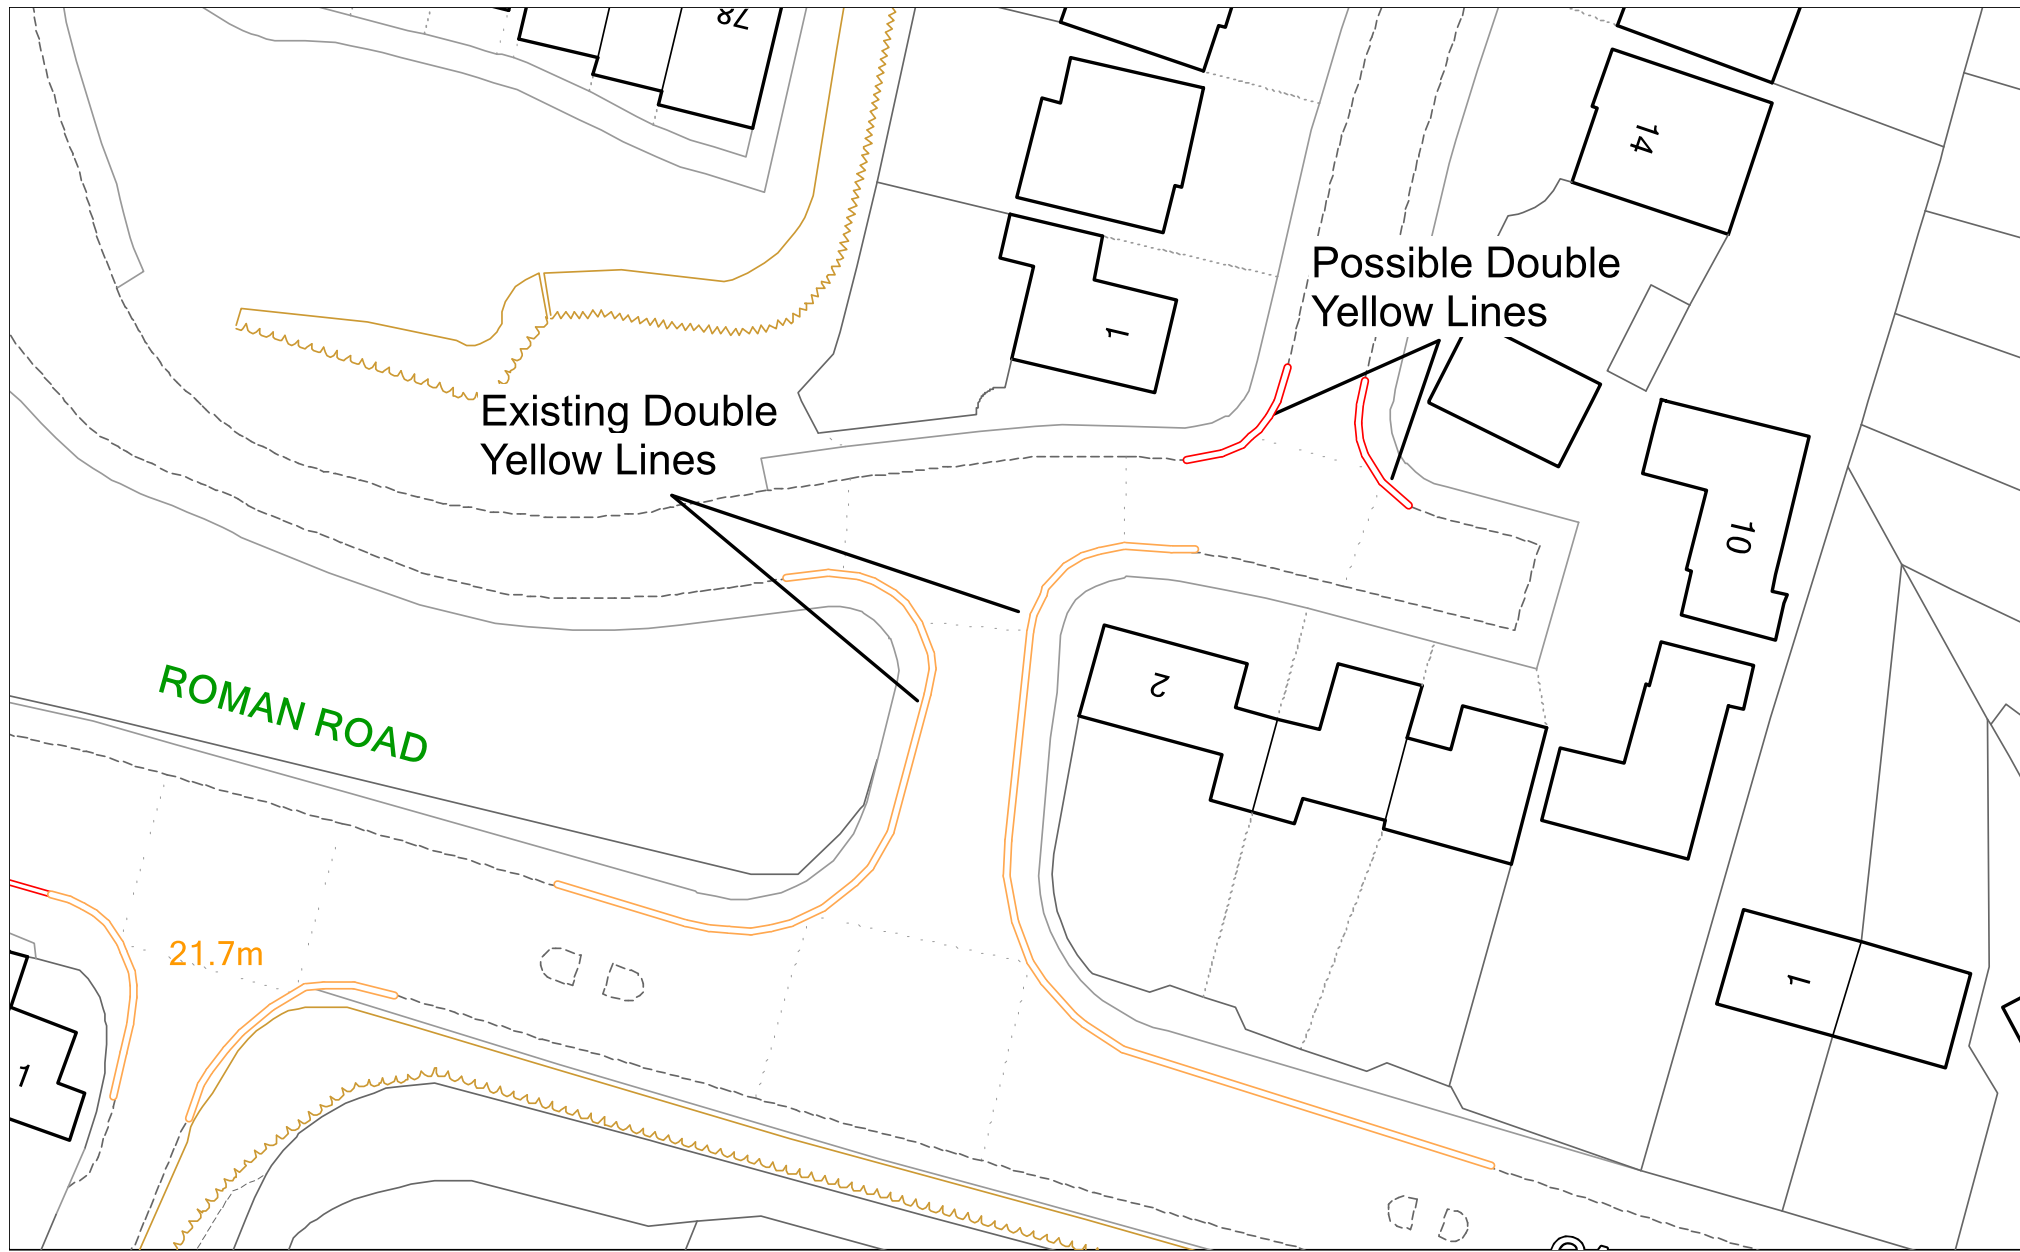 78
14
Possible Double
Yellow Lines
1
Existing Double
Yellow Lines
10
2
ROMAN ROAD
21.7m
1
1